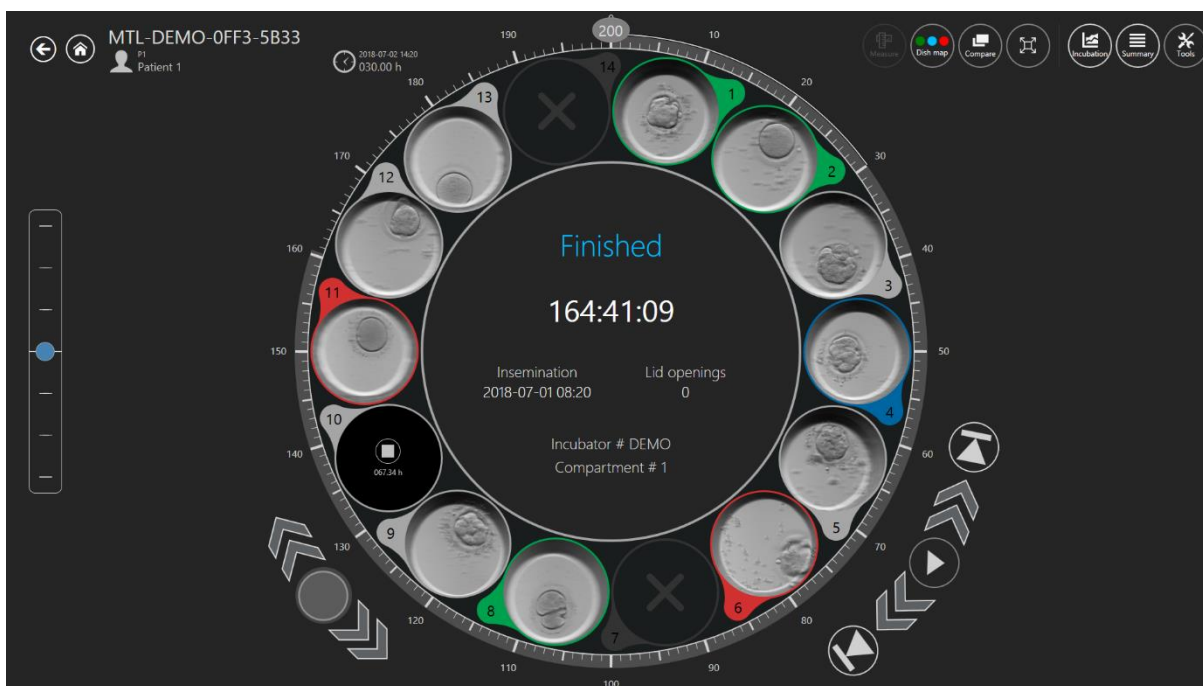 MTL-DEMO-0FF3-5B33
P1
Patient 1
2018-07-02 14:20
030.00 h
Measure
Dish map
Compare
Incubation
Summary
Tools
200
10
20
30
40
50
60
70
80
90
100
110
120
130
140
150
160
170
180
190
1
2
3
4
5
6
7
8
9
10
067.34 h
11
12
13
14
Finished
164:41:09
Insemination
2018-07-01 08:20
Lid openings
0
Incubator # DEMO
Compartment # 1